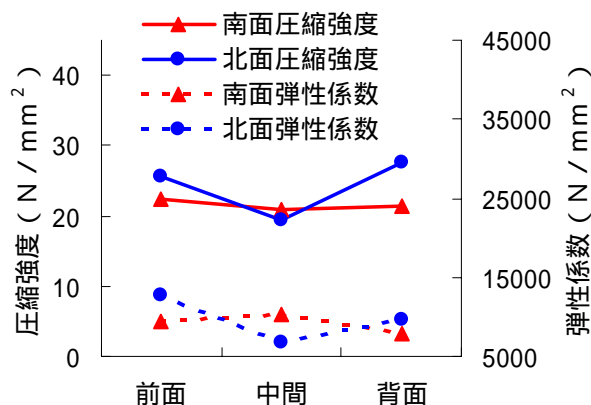 南面圧縮強度
北面圧縮強度
南面弾性係数
北面弾性係数
圧縮強度(N/mm²)
40
30
20
10
0
45000
35000
25000
15000
5000
弾性係数(N/mm²)
前面 中間 背面